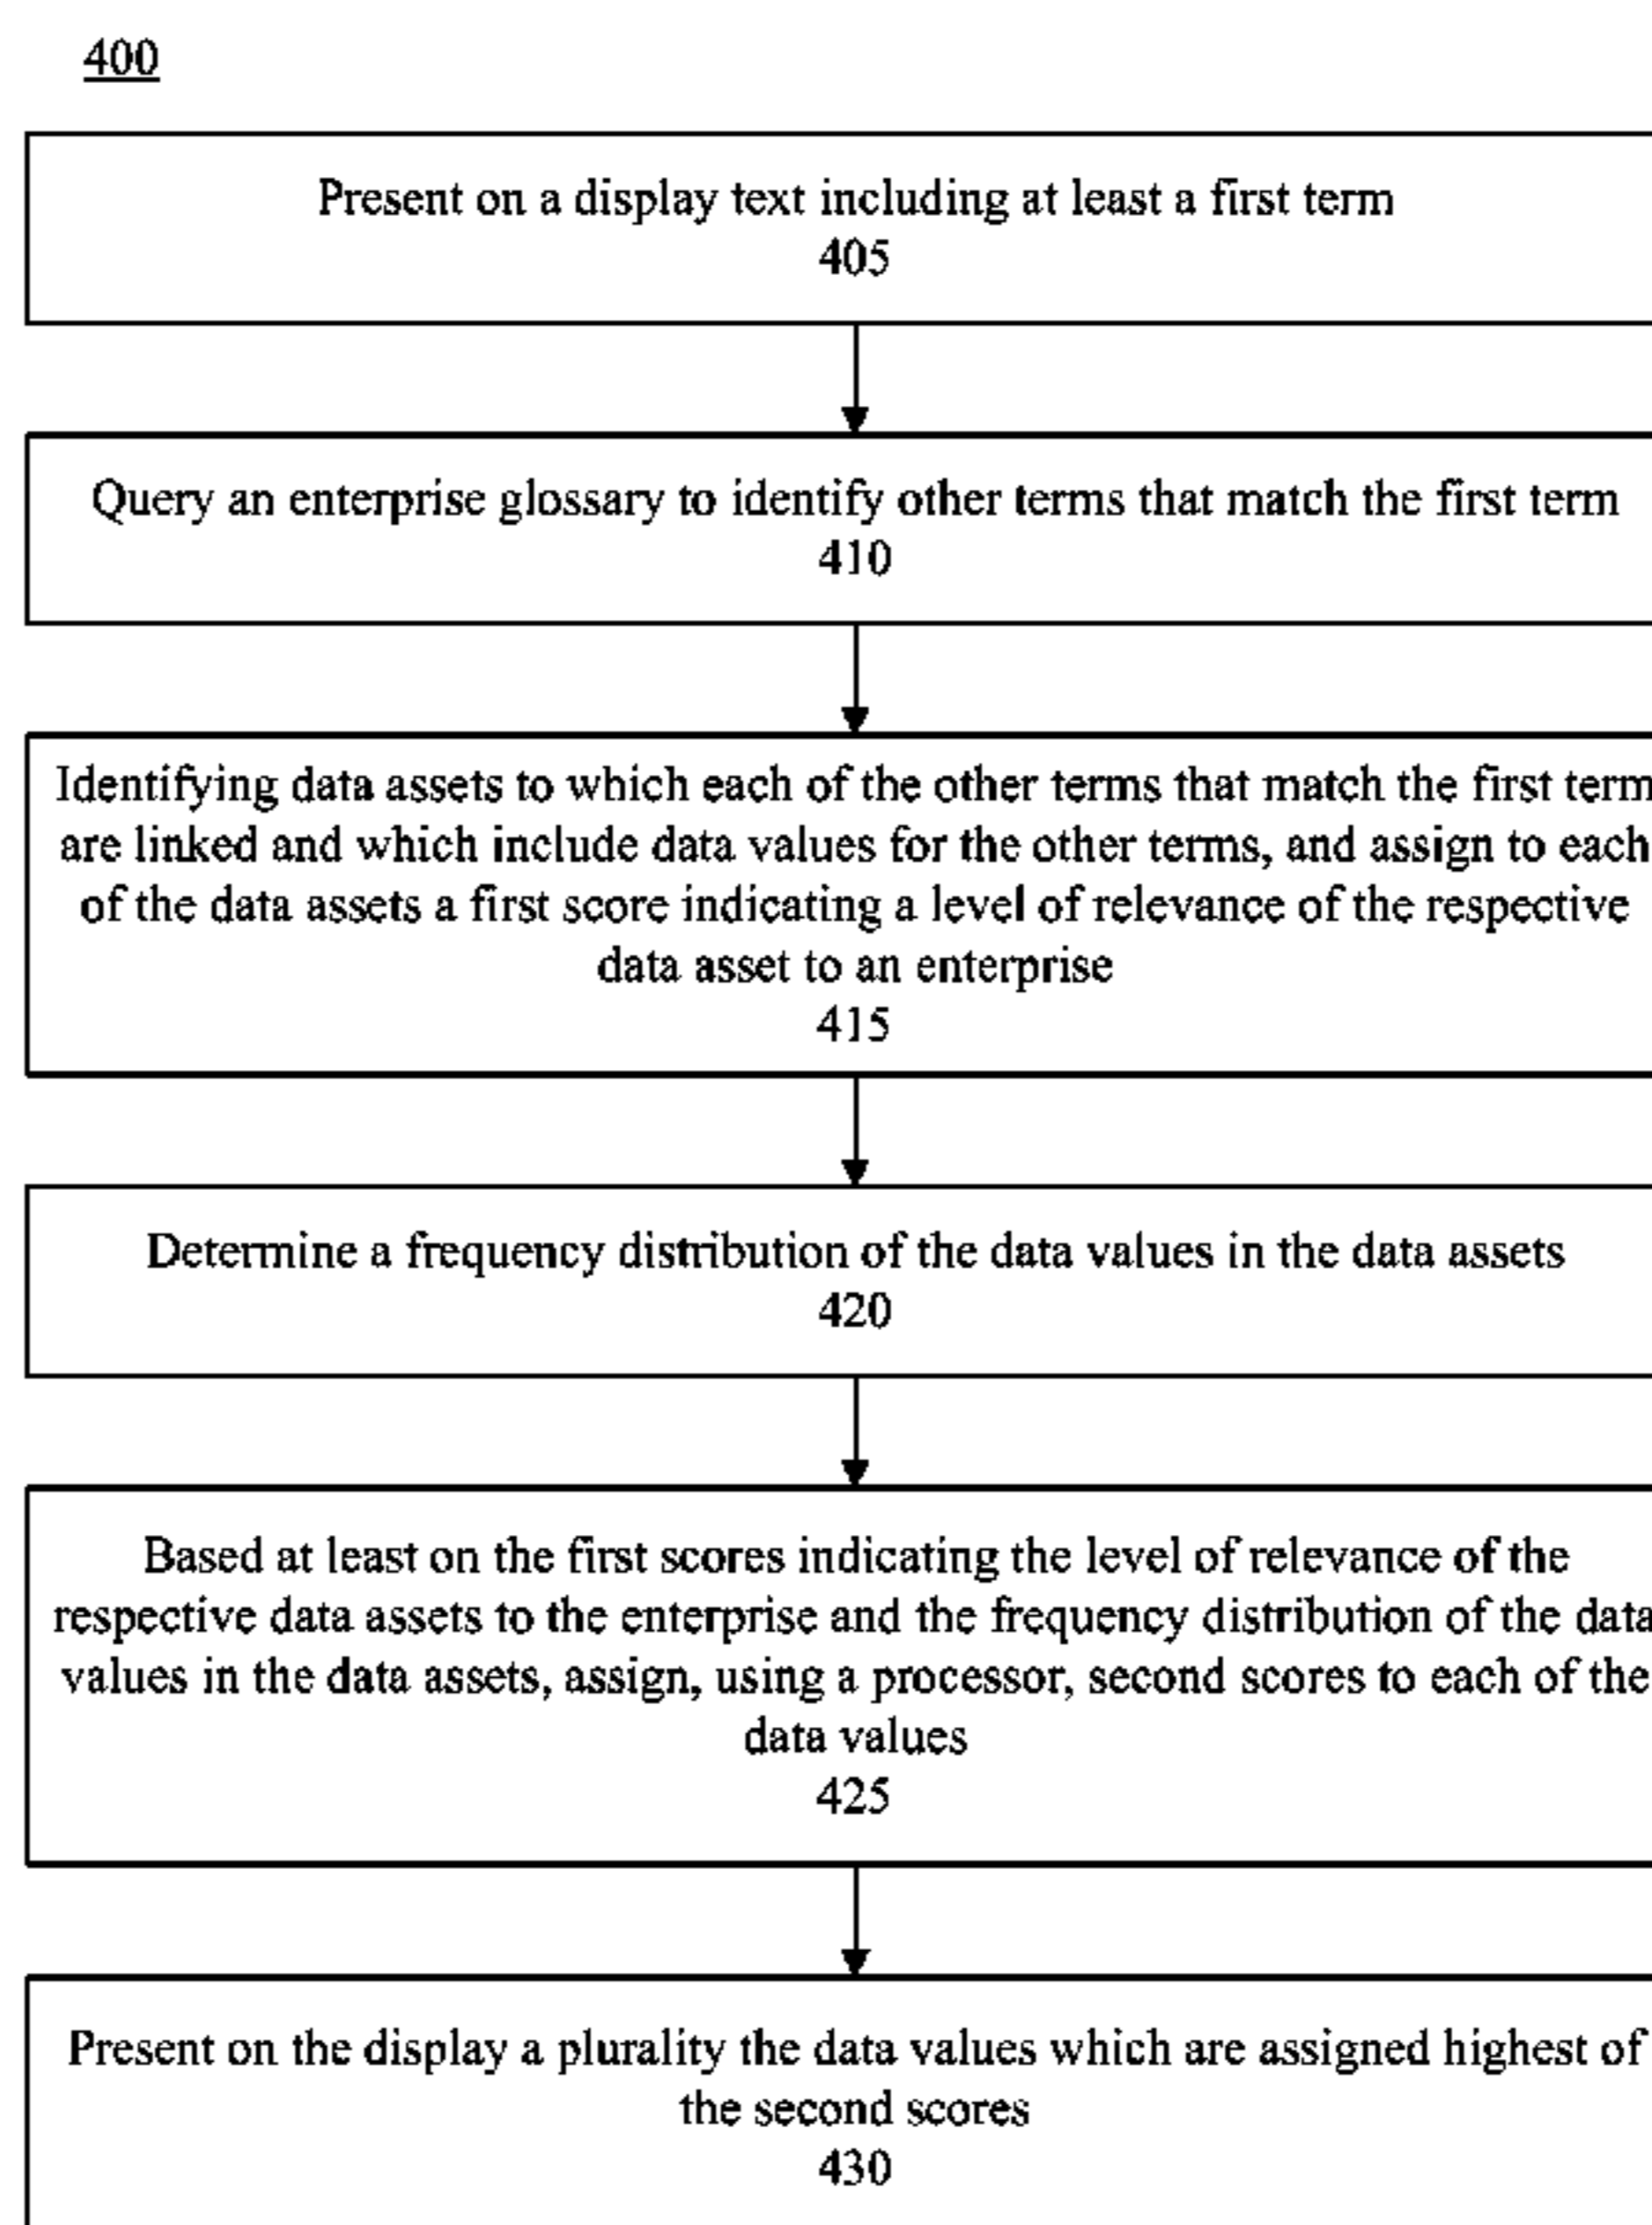 400
Present on a display text including at least a first term
405
Query an enterprise glossary to identify other terms that match the first term
410
Identifying data assets to which each of the other terms that match the first term
are linked and which include data values for the other terms, and assign to each
of the data assets a first score indicating a level of relevance of the respective
data asset to an enterprise
415
Determine a frequency distribution of the data values in the data assets
420
Based at least on the first scores indicating the level of relevance of the
respective data assets to the enterprise and the frequency distribution of the data
values in the data assets, assign, using a processor, second scores to each of the
data values
425
Present on the display a plurality the data values which are assigned highest of
the second scores
430